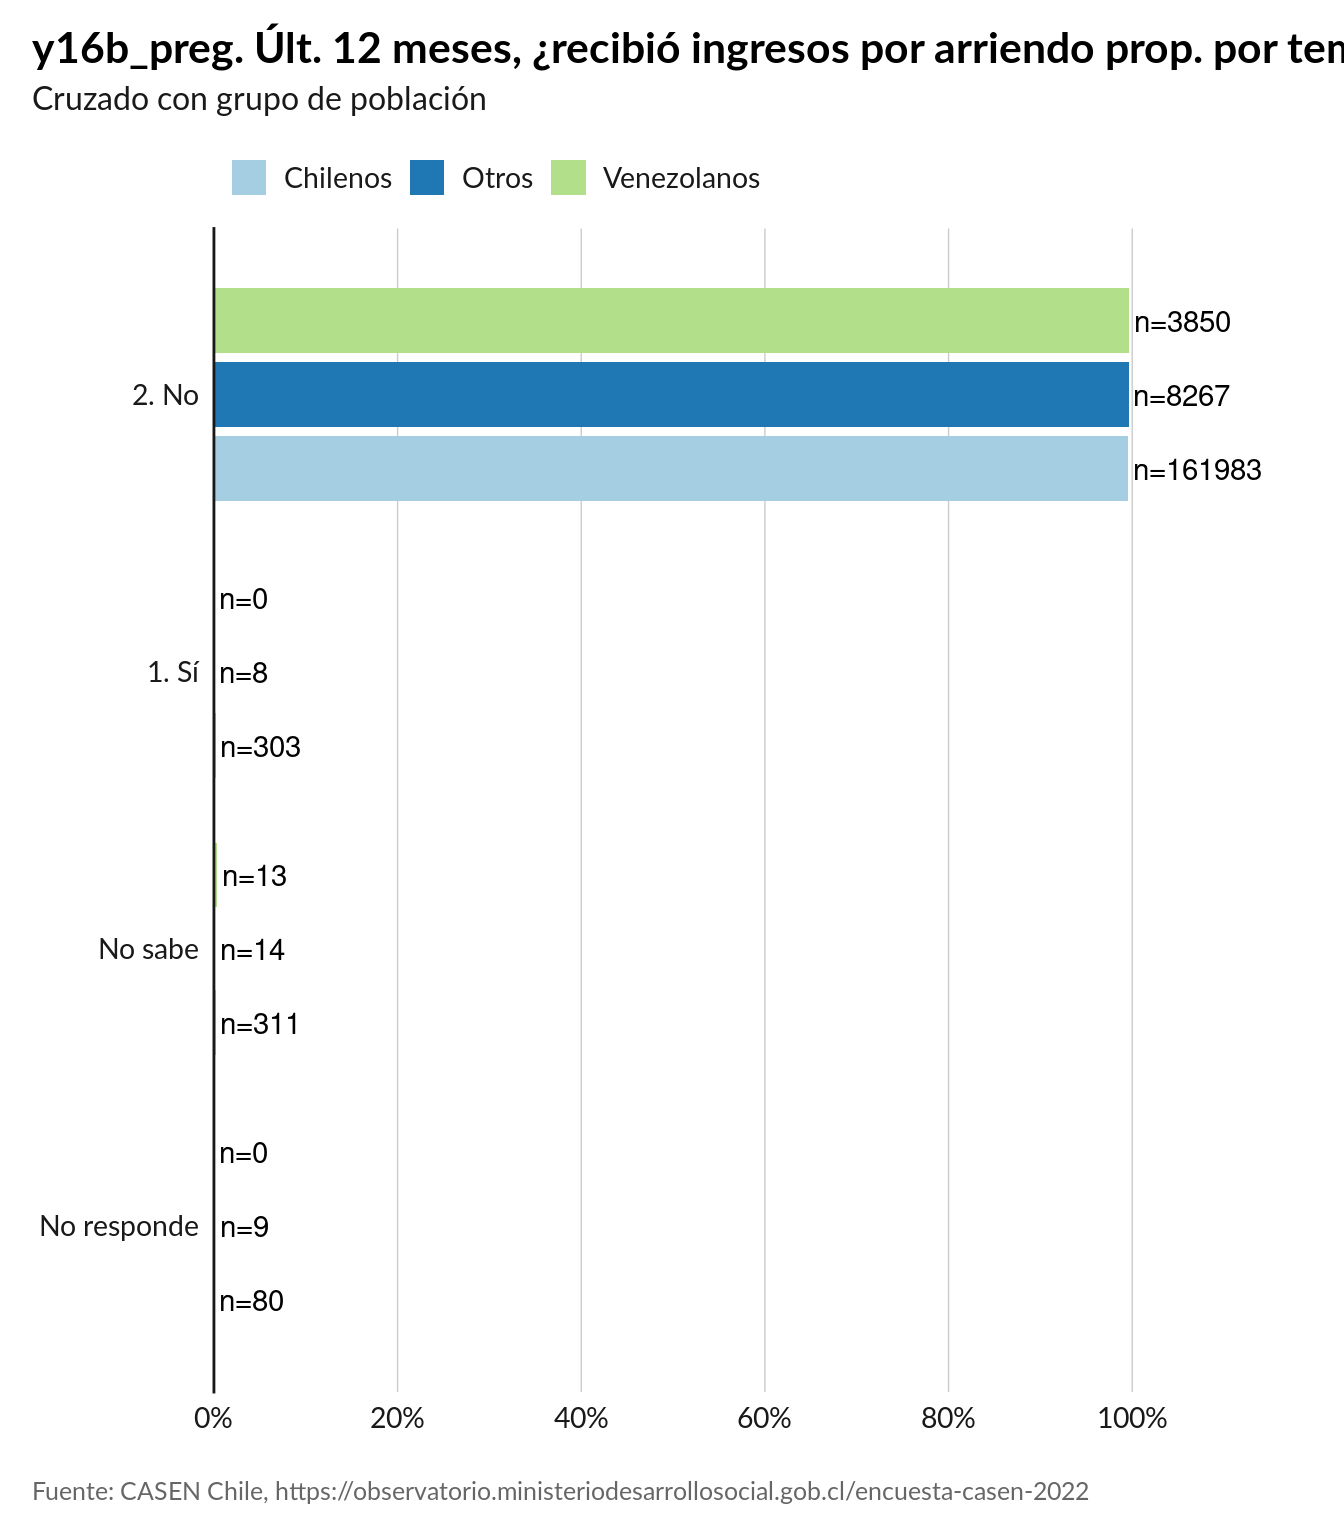 y16b_preg. Últ. 12 meses, ¿recibió ingresos por arriendo prop. por tem
Cruzado con grupo de población
Chilenos Otros Venezolanos
n=3850
2. No n=8267
n=161983
n=0
1. Sí n=8
n=303
n=13
No sabe n=14
n=311
n=0
No responde n=9
n=80
0% 20% 40% 60% 80% 100%
Fuente: CASEN Chile, https://observatorio.ministeriodesarrollosocial.gob.cl/encuesta-casen-2022